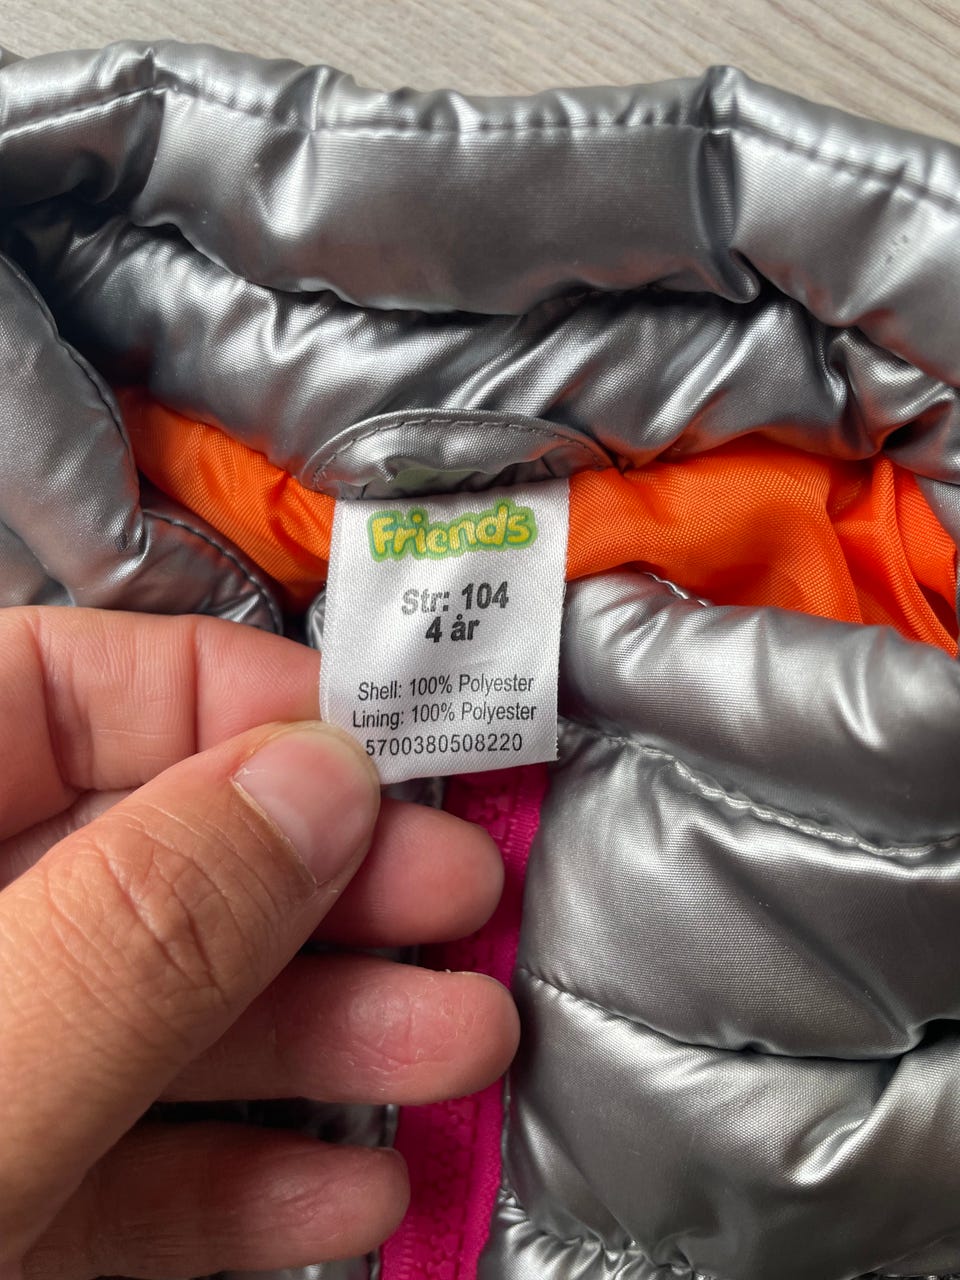 Friends
Str: 104
4 år
Shell: 100% Polyester
Lining: 100% Polyester
5700380508220